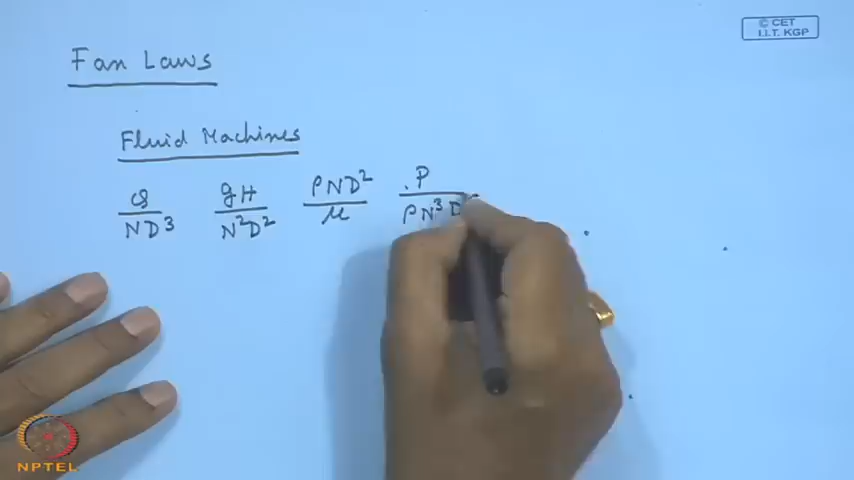 © CET
I.I.T. KGP
Fan Laws
Fluid Machines
Q/ND³ gH/N²D² ρND²/μ P/ρN³D
NPTEL